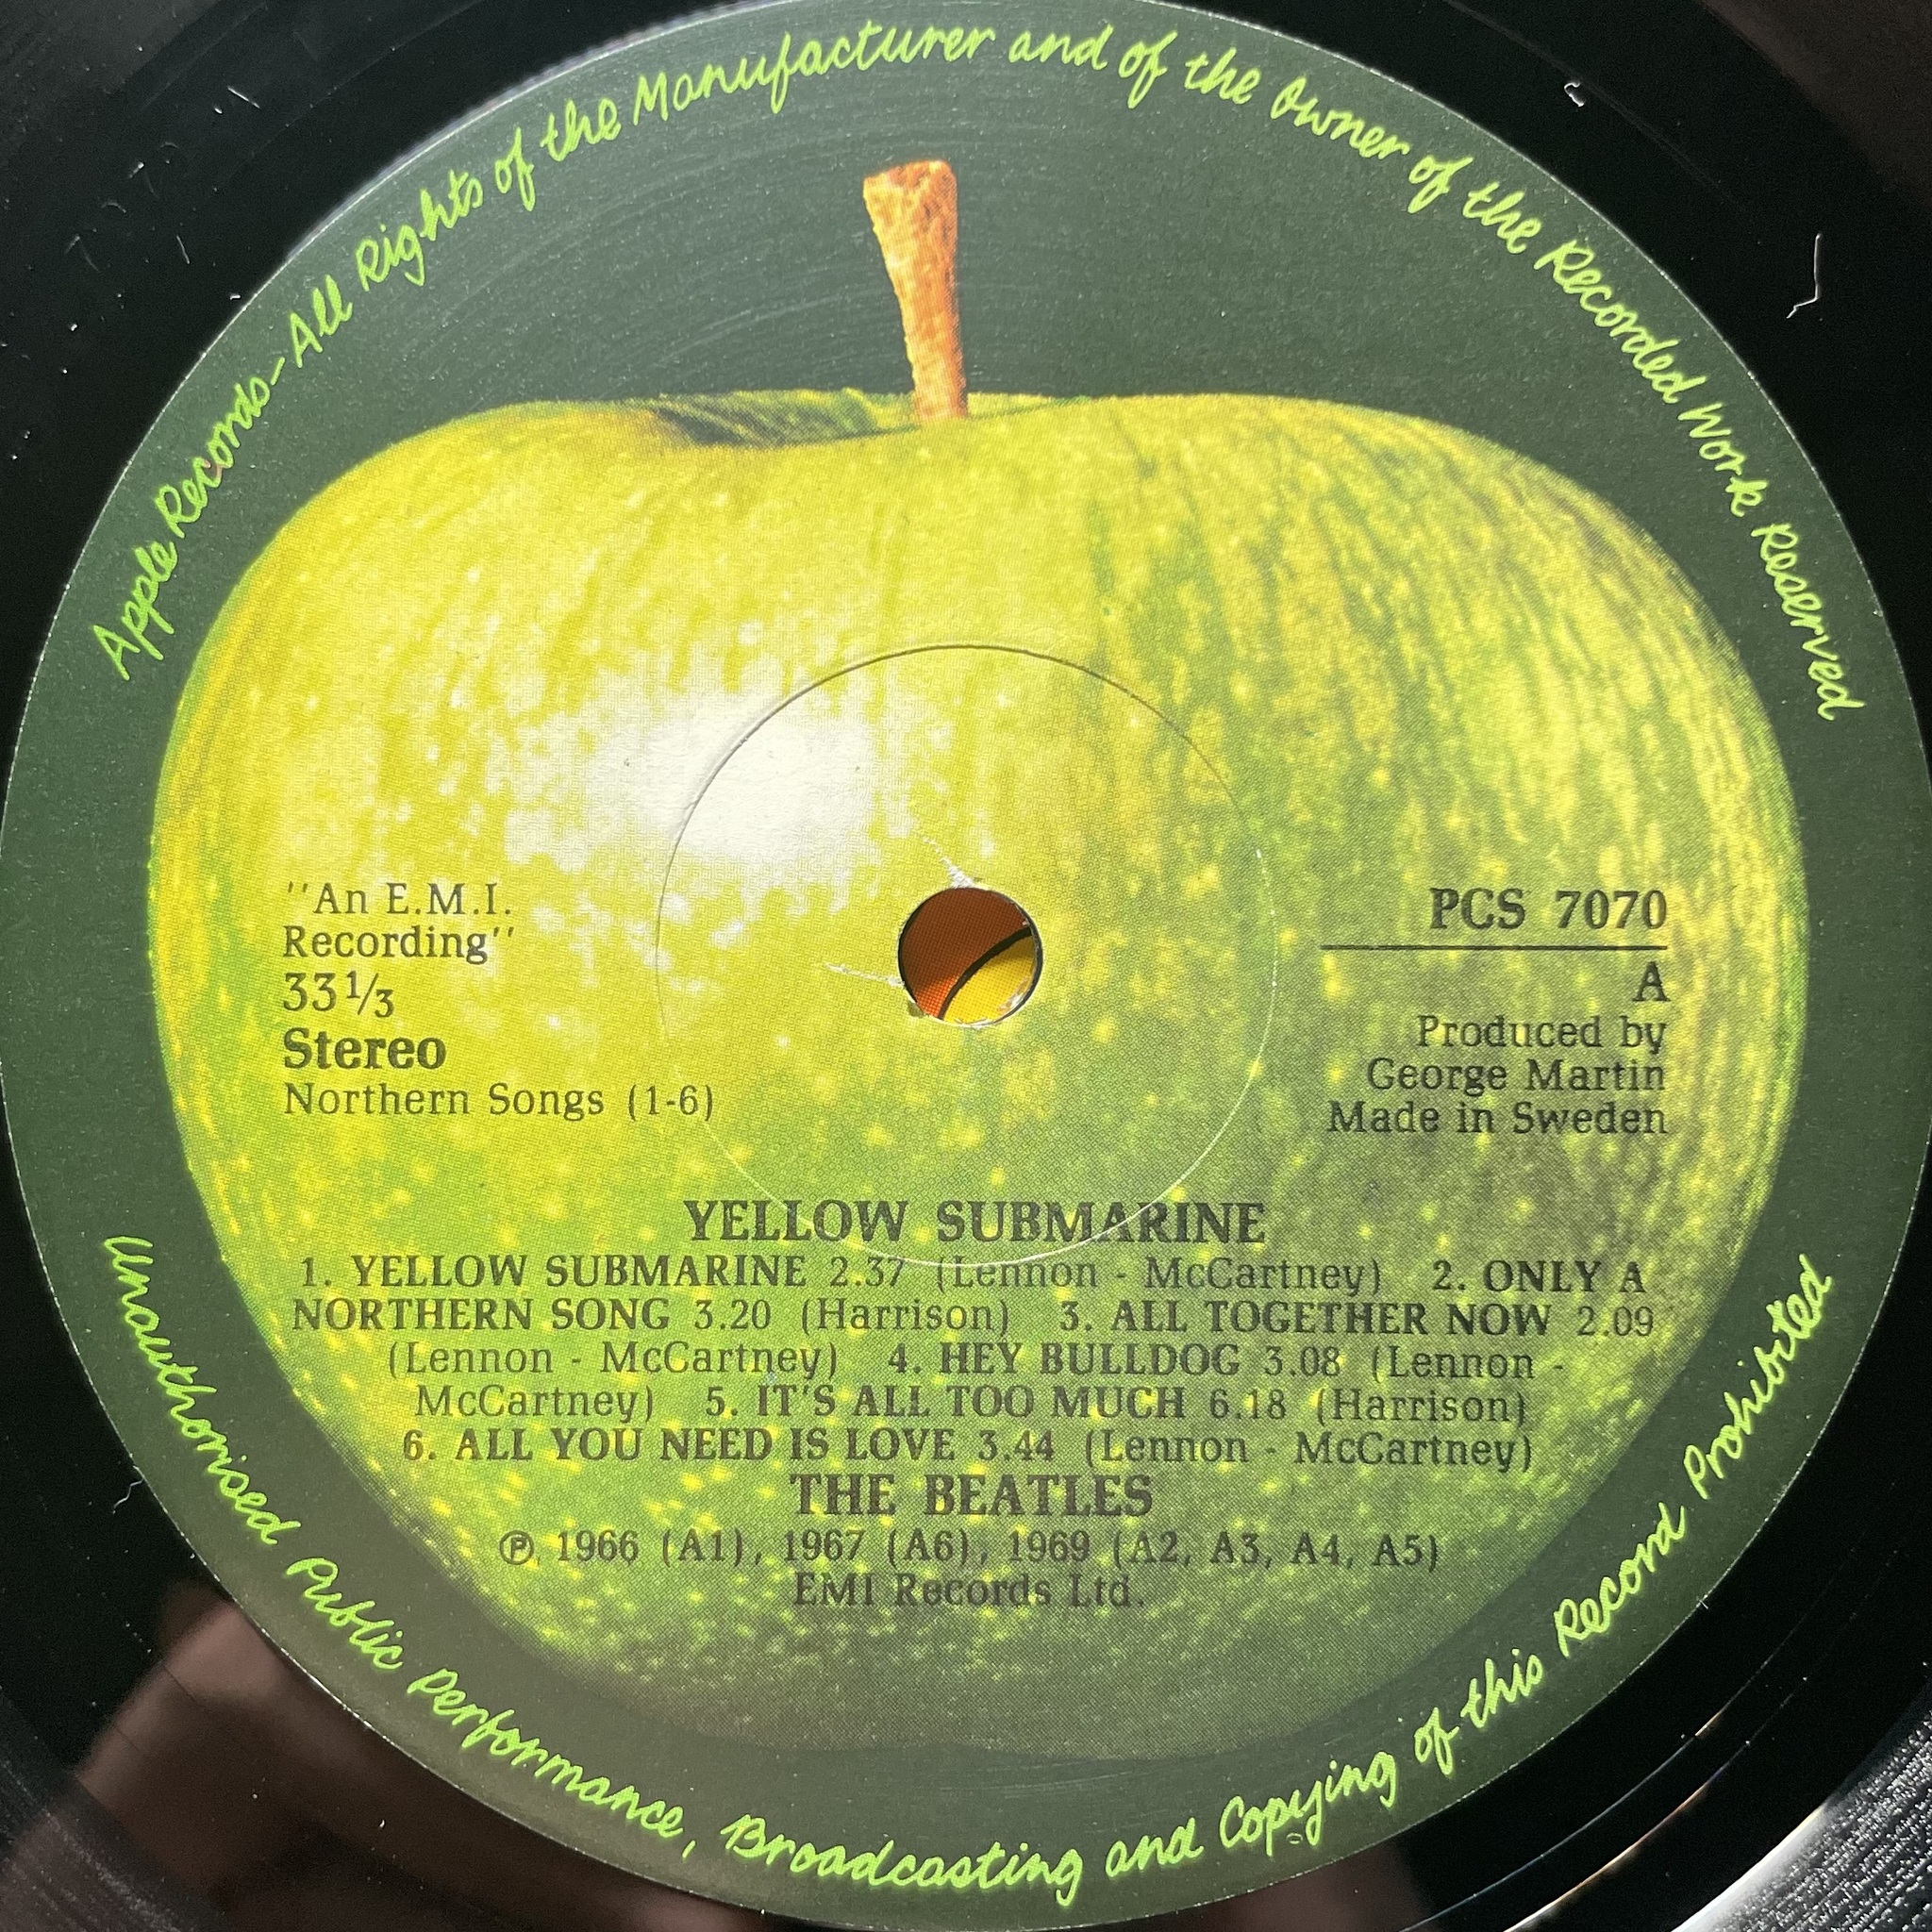 Apple Records-All Rights of the Manufacturer and of the Owner of the Recorded Work Reserved
''An E.M.I.
Recording''
33⅓
Stereo
Northern Songs (1-6)
PCS 7070
A
Produced by
George Martin
Made in Sweden
YELLOW SUBMARINE
1. YELLOW SUBMARINE 2.37 (Lennon - McCartney) 2. ONLY A
NORTHERN SONG 3.20 (Harrison) 3. ALL TOGETHER NOW 2.09
(Lennon - McCartney) 4. HEY BULLDOG 3.08 (Lennon -
McCartney) 5. IT'S ALL TOO MUCH 6.18 (Harrison)
6. ALL YOU NEED IS LOVE 3.44 (Lennon - McCartney)
THE BEATLES
℗ 1966 (A1), 1967 (A6), 1969 (A2, A3, A4, A5)
EMI Records Ltd.
Unauthorised Public Performance, Broadcasting and Copying of this Record Prohibited